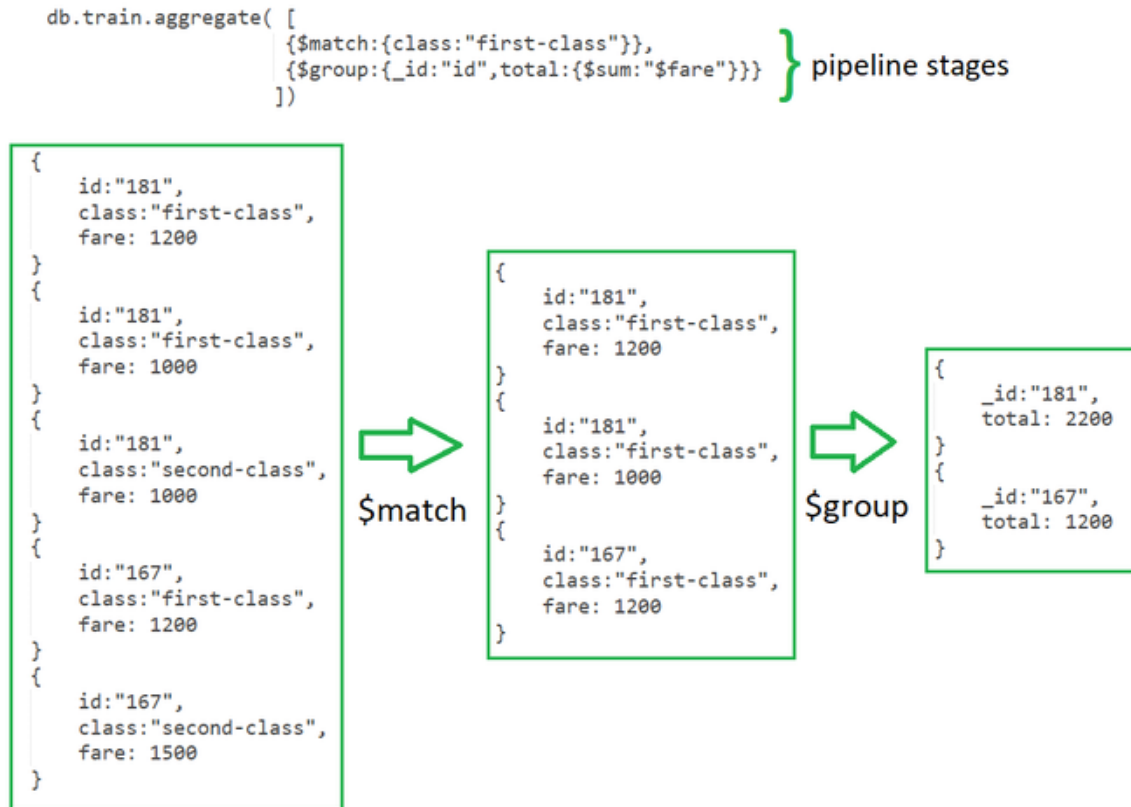 db.train.aggregate( [
{$match:{class:"first-class"}},
{$group:{_id:"id",total:{$sum:"$fare"}}}
])
} pipeline stages
{
id:"181",
class:"first-class",
fare: 1200
}
{
id:"181",
class:"first-class",
fare: 1000
}
{
id:"181",
class:"second-class",
fare: 1000
}
{
id:"167",
class:"first-class",
fare: 1200
}
{
id:"167",
class:"second-class",
fare: 1500
}
$match
{
id:"181",
class:"first-class",
fare: 1200
}
{
id:"181",
class:"first-class",
fare: 1000
}
{
id:"167",
class:"first-class",
fare: 1200
}
$group
{
_id:"181",
total: 2200
}
{
_id:"167",
total: 1200
}